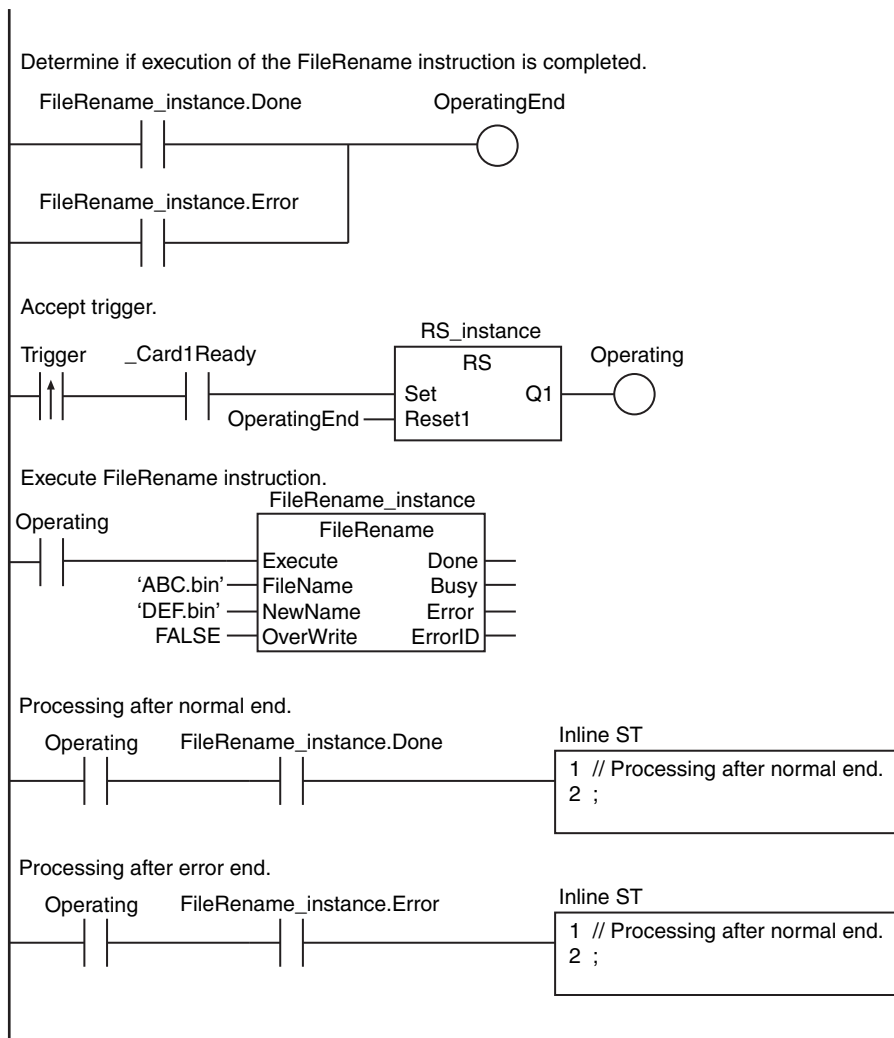 Determine if execution of the FileRename instruction is completed.
FileRename_instance.Done OperatingEnd
FileRename_instance.Error
Accept trigger.
RS_instance
Trigger _Card1Ready RS Operating
Set Q1
OperatingEnd Reset1
Execute FileRename instruction.
FileRename_instance
Operating FileRename
Execute Done
‘ABC.bin’ FileName Busy
‘DEF.bin’ NewName Error
FALSE OverWrite ErrorID
Processing after normal end.
Operating FileRename_instance.Done Inline ST
1 // Processing after normal end.
2 ;
Processing after error end.
Operating FileRename_instance.Error Inline ST
1 // Processing after normal end.
2 ;